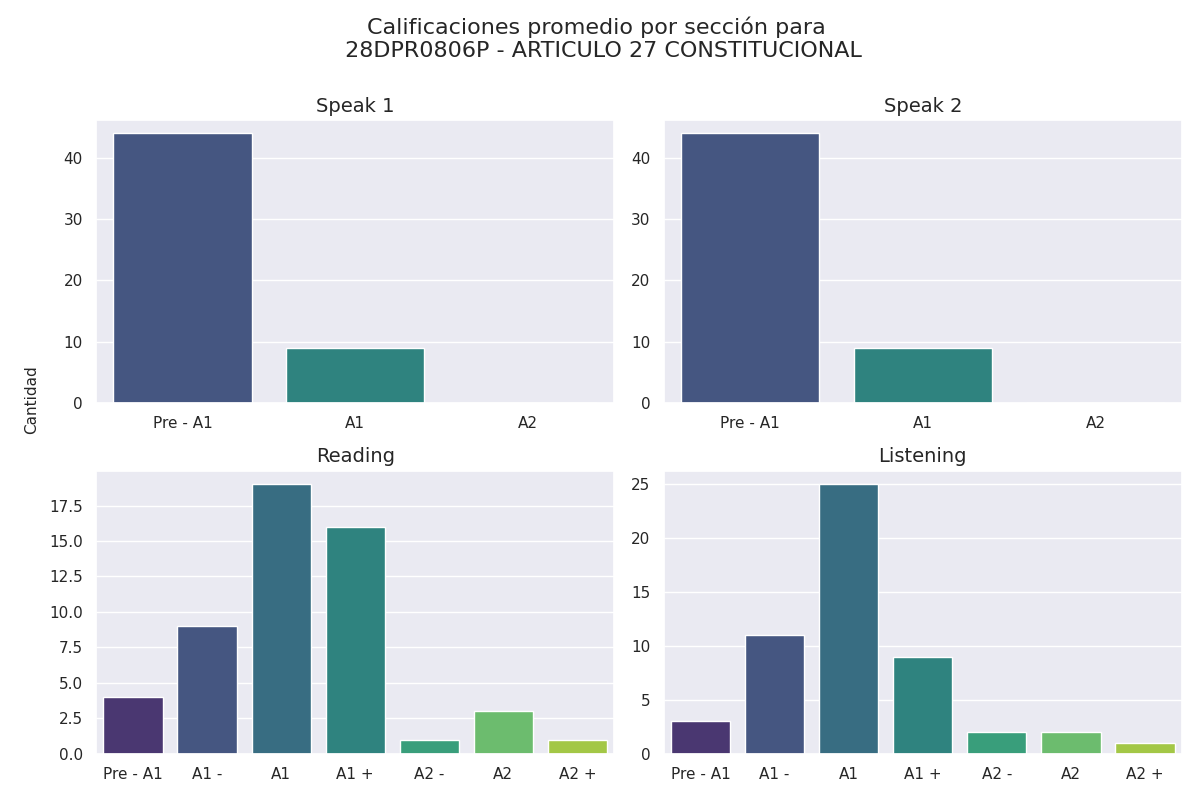 Calificaciones promedio por sección para
28DPR0806P - ARTICULO 27 CONSTITUCIONAL
Speak 1
40
30
20
10
0
Pre - A1 A1 A2
Speak 2
40
30
20
10
0
Pre - A1 A1 A2
Cantidad
Reading
17.5
15.0
12.5
10.0
7.5
5.0
2.5
0.0
Pre - A1 A1 - A1 A1 + A2 - A2 A2 +
Listening
25
20
15
10
5
0
Pre - A1 A1 - A1 A1 + A2 - A2 A2 +